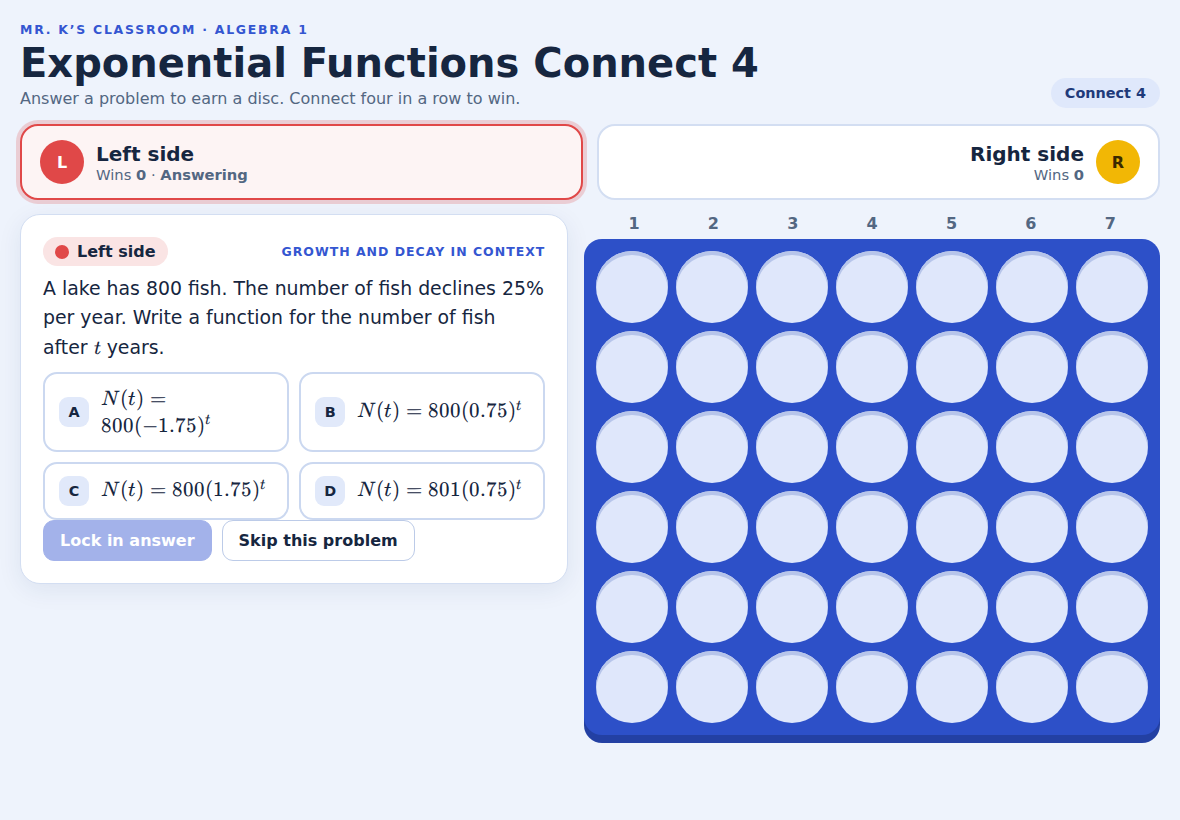 MR. K’S CLASSROOM · ALGEBRA 1
Exponential Functions Connect 4
Answer a problem to earn a disc. Connect four in a row to win.
Connect 4
L
Left side
Wins 0 · Answering
Right side
Wins 0
R
Left side
GROWTH AND DECAY IN CONTEXT
A lake has 800 fish. The number of fish declines 25%
per year. Write a function for the number of fish
after t years.
A
N(t) =
800(−1.75)^t
B
N(t) = 800(0.75)^t
C
N(t) = 800(1.75)^t
D
N(t) = 801(0.75)^t
Lock in answer
Skip this problem
1 2 3 4 5 6 7